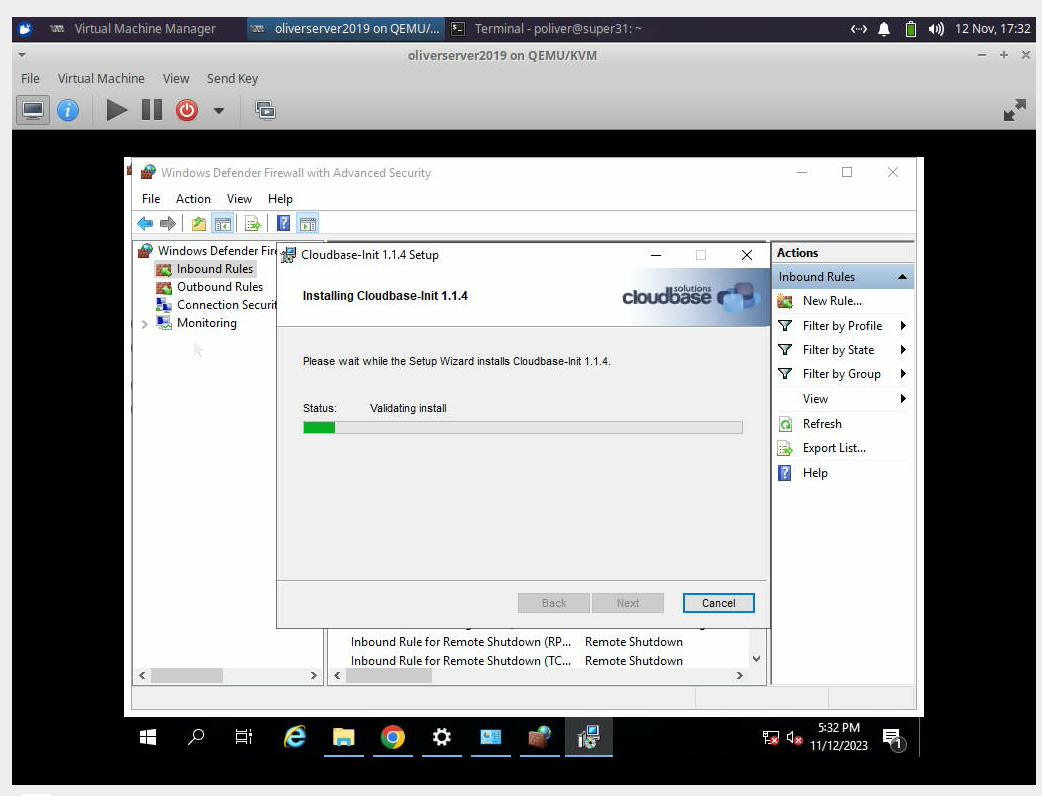 Virtual Machine Manager
oliverserver2019 on QEMU/...
Terminal - poliver@super31: ~
12 Nov, 17:32
oliverserver2019 on QEMU/KVM
File Virtual Machine View Send Key
Windows Defender Firewall with Advanced Security
File Action View Help
Windows Defender Fire
Inbound Rules
Outbound Rules
Connection Securit
Monitoring
Cloudbase-Init 1.1.4 Setup
Installing Cloudbase-Init 1.1.4
cloudbase solutions
Please wait while the Setup Wizard installs Cloudbase-Init 1.1.4.
Status: Validating install
Back Next Cancel
Inbound Rule for Remote Shutdown (RP... Remote Shutdown
Inbound Rule for Remote Shutdown (TC... Remote Shutdown
Actions
Inbound Rules
New Rule...
Filter by Profile
Filter by State
Filter by Group
View
Refresh
Export List...
Help
5:32 PM
11/12/2023
1